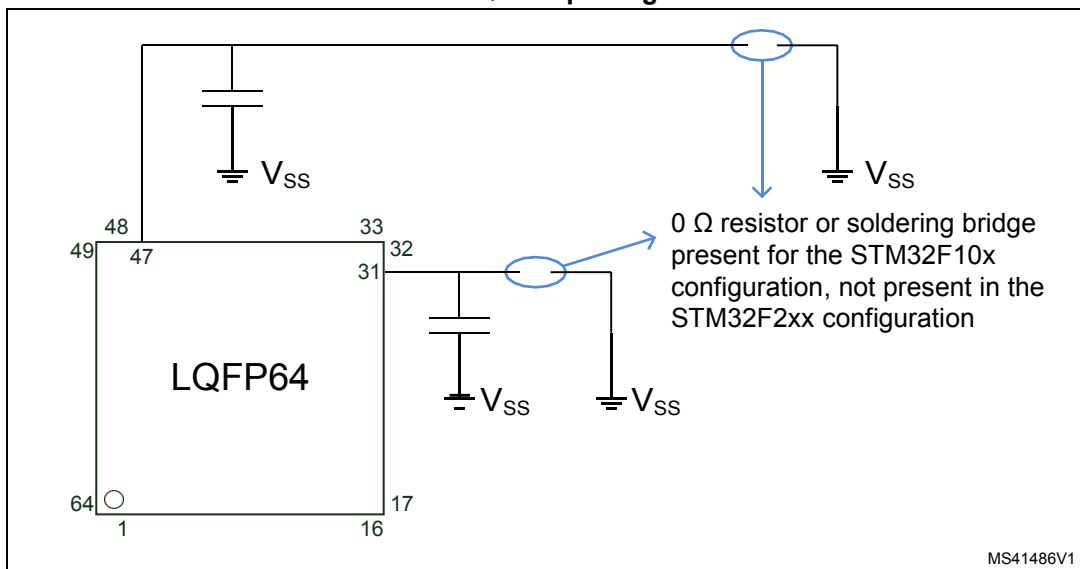 VSS
VSS
48
33
49
47
32
31
0 Ω resistor or soldering bridge
present for the STM32F10x
configuration, not present in the
STM32F2xx configuration
LQFP64
VSS
VSS
64
17
1
16
MS41486V1